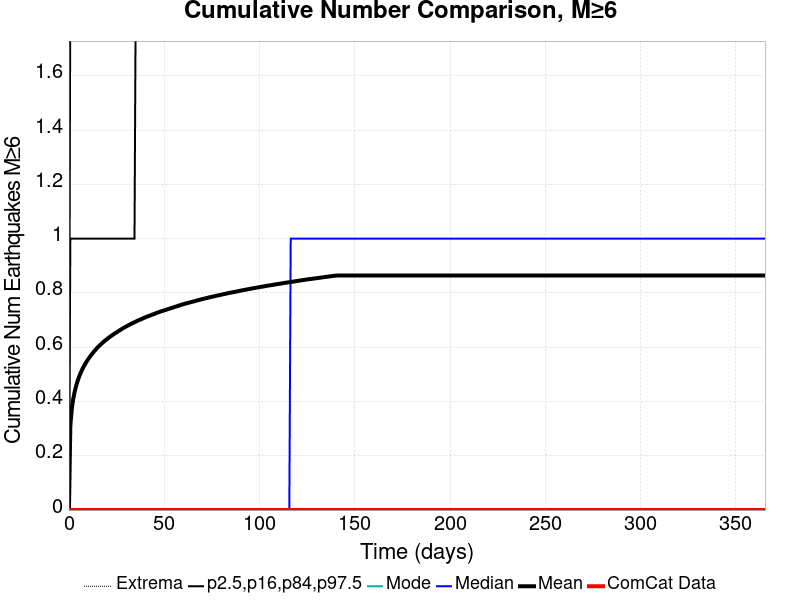 Cumulative Number Comparison, M≥6
Cumulative Num Earthquakes M≥6
1.6
1.4
1.2
1
0.8
0.6
0.4
0.2
0
0 50 100 150 200 250 300 350
Time (days)
Extrema p2.5,p16,p84,p97.5 Mode Median Mean ComCat Data